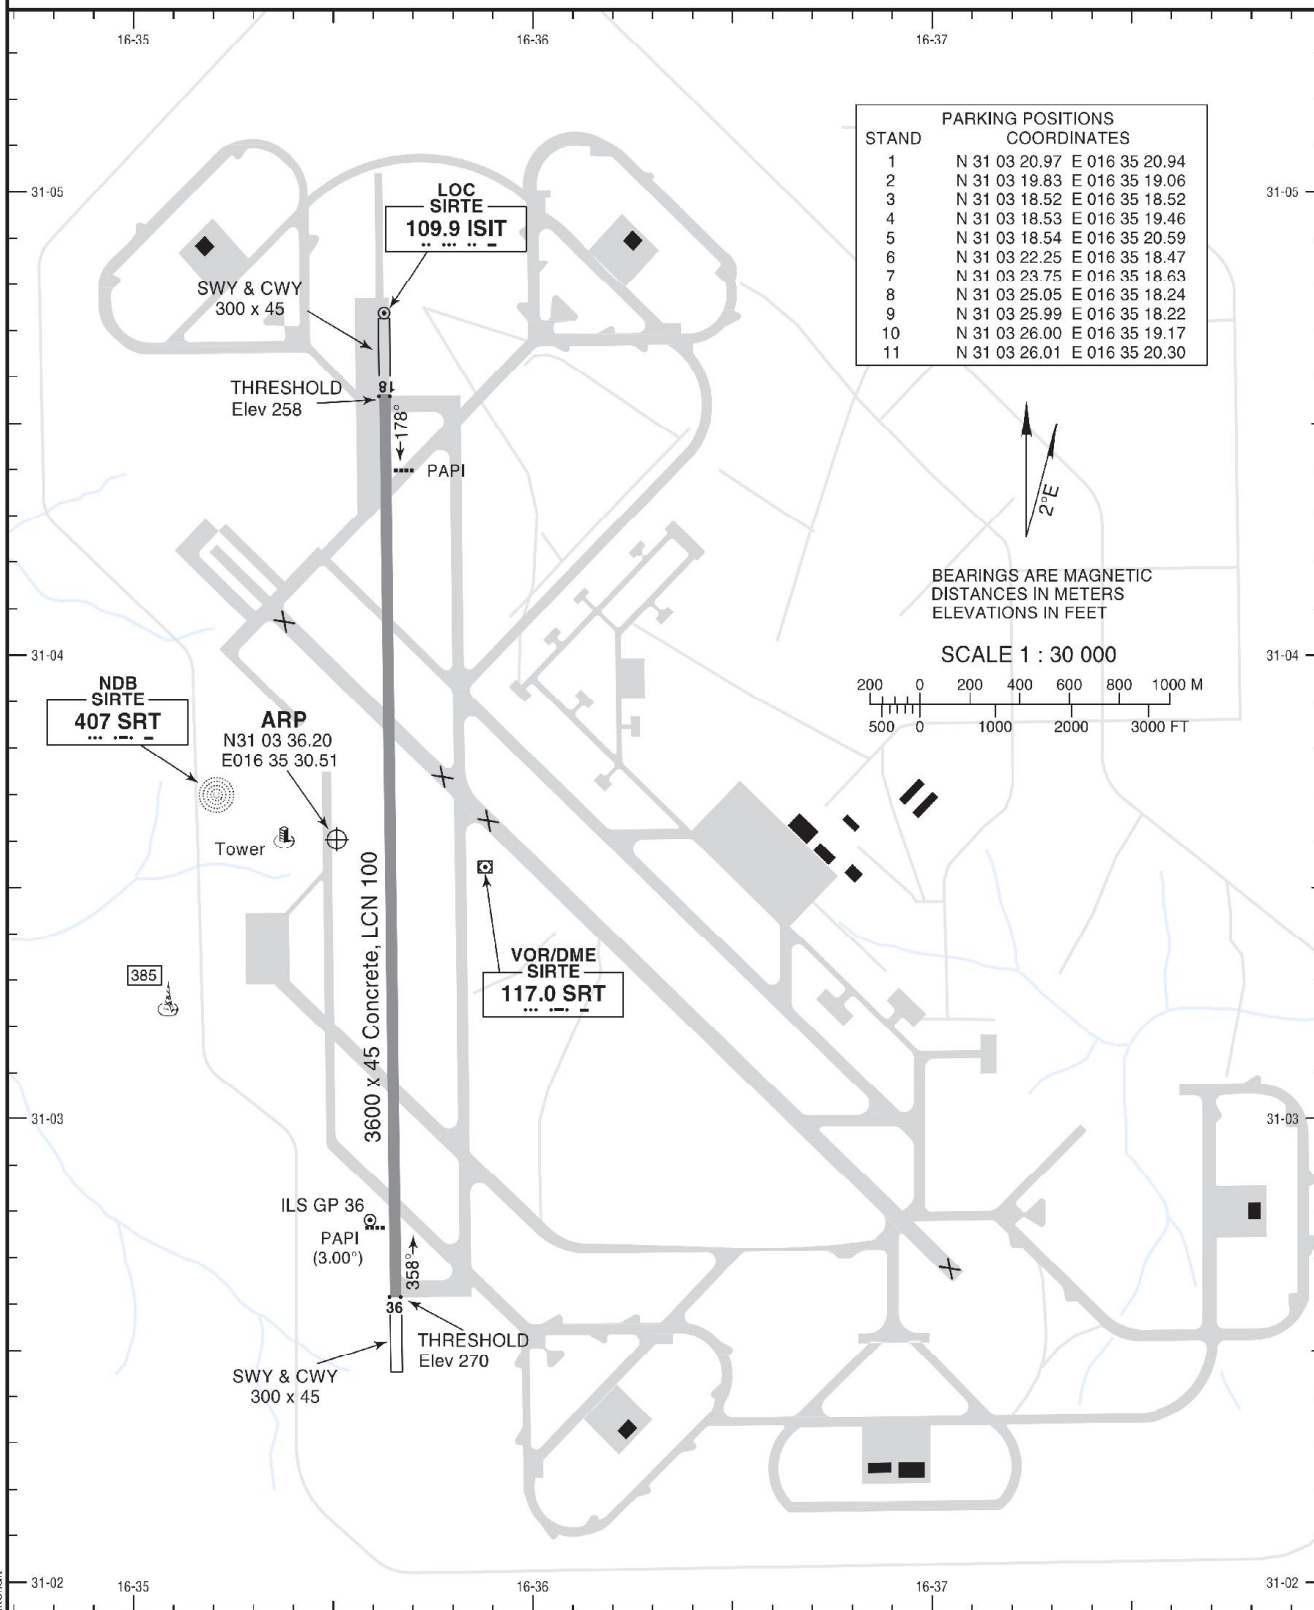 16-35
16-36
16-37
PARKING POSITIONS
STAND COORDINATES
1 N 31 03 20.97 E 016 35 20.94
2 N 31 03 19.83 E 016 35 19.06
3 N 31 03 18.52 E 016 35 18.52
4 N 31 03 18.53 E 016 35 19.46
5 N 31 03 18.54 E 016 35 20.59
6 N 31 03 22.25 E 016 35 18.47
7 N 31 03 23.75 E 016 35 18.63
8 N 31 03 25.05 E 016 35 18.24
9 N 31 03 25.99 E 016 35 18.22
10 N 31 03 26.00 E 016 35 19.17
11 N 31 03 26.01 E 016 35 20.30
31-05
31-05
LOC
SIRTE
109.9 ISIT
SWY & CWY
300 x 45
THRESHOLD
Elev 258
18
178°
PAPI
2°E
BEARINGS ARE MAGNETIC
DISTANCES IN METERS
ELEVATIONS IN FEET
SCALE 1 : 30 000
200 0 200 400 600 800 1000 M
500 0 1000 2000 3000 FT
31-04
31-04
NDB
SIRTE
407 SRT
ARP
N31 03 36.20
E016 35 30.51
Tower
3600 x 45 Concrete, LCN 100
VOR/DME
SIRTE
117.0 SRT
385
31-03
31-03
ILS GP 36
PAPI
(3.00°)
358°
36
THRESHOLD
Elev 270
SWY & CWY
300 x 45
31-02
31-02
16-35
16-36
16-37